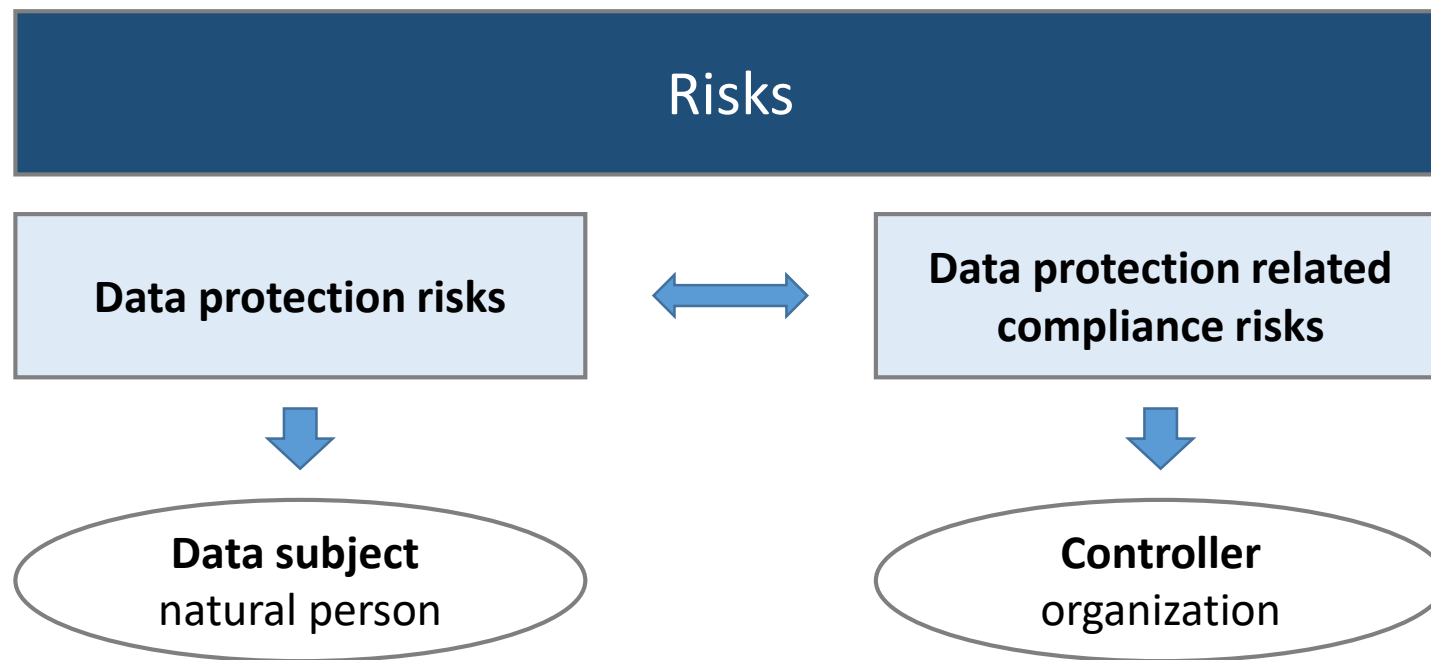 Risks
Data protection risks
Data protection related
compliance risks
Data subject
natural person
Controller
organization